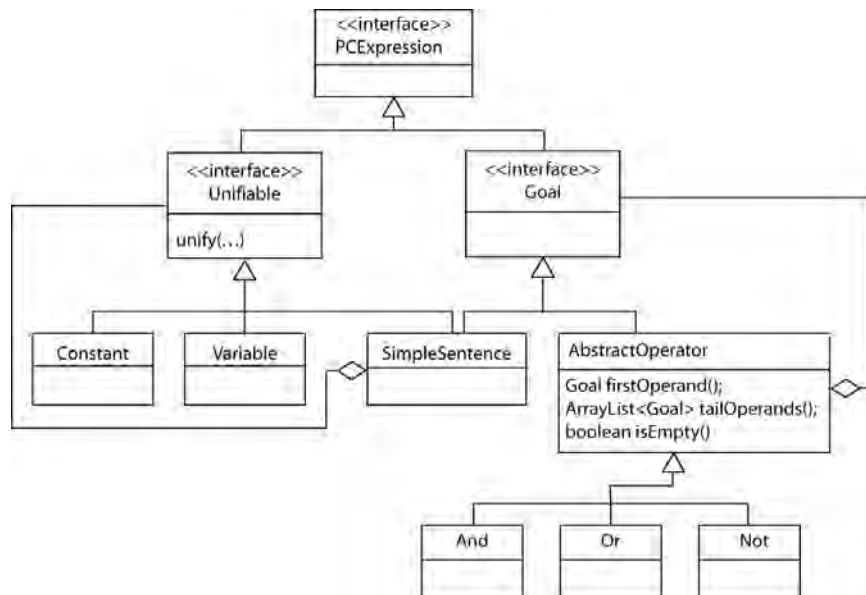 <<interface>>
PCExpression
<<interface>>
Unifiable
unify(...)
<<interface>>
Goal
Constant
Variable
SimpleSentence
AbstractOperator
Goal firstOperand();
ArrayList<Goal> tailOperands();
boolean isEmpty()
And
Or
Not